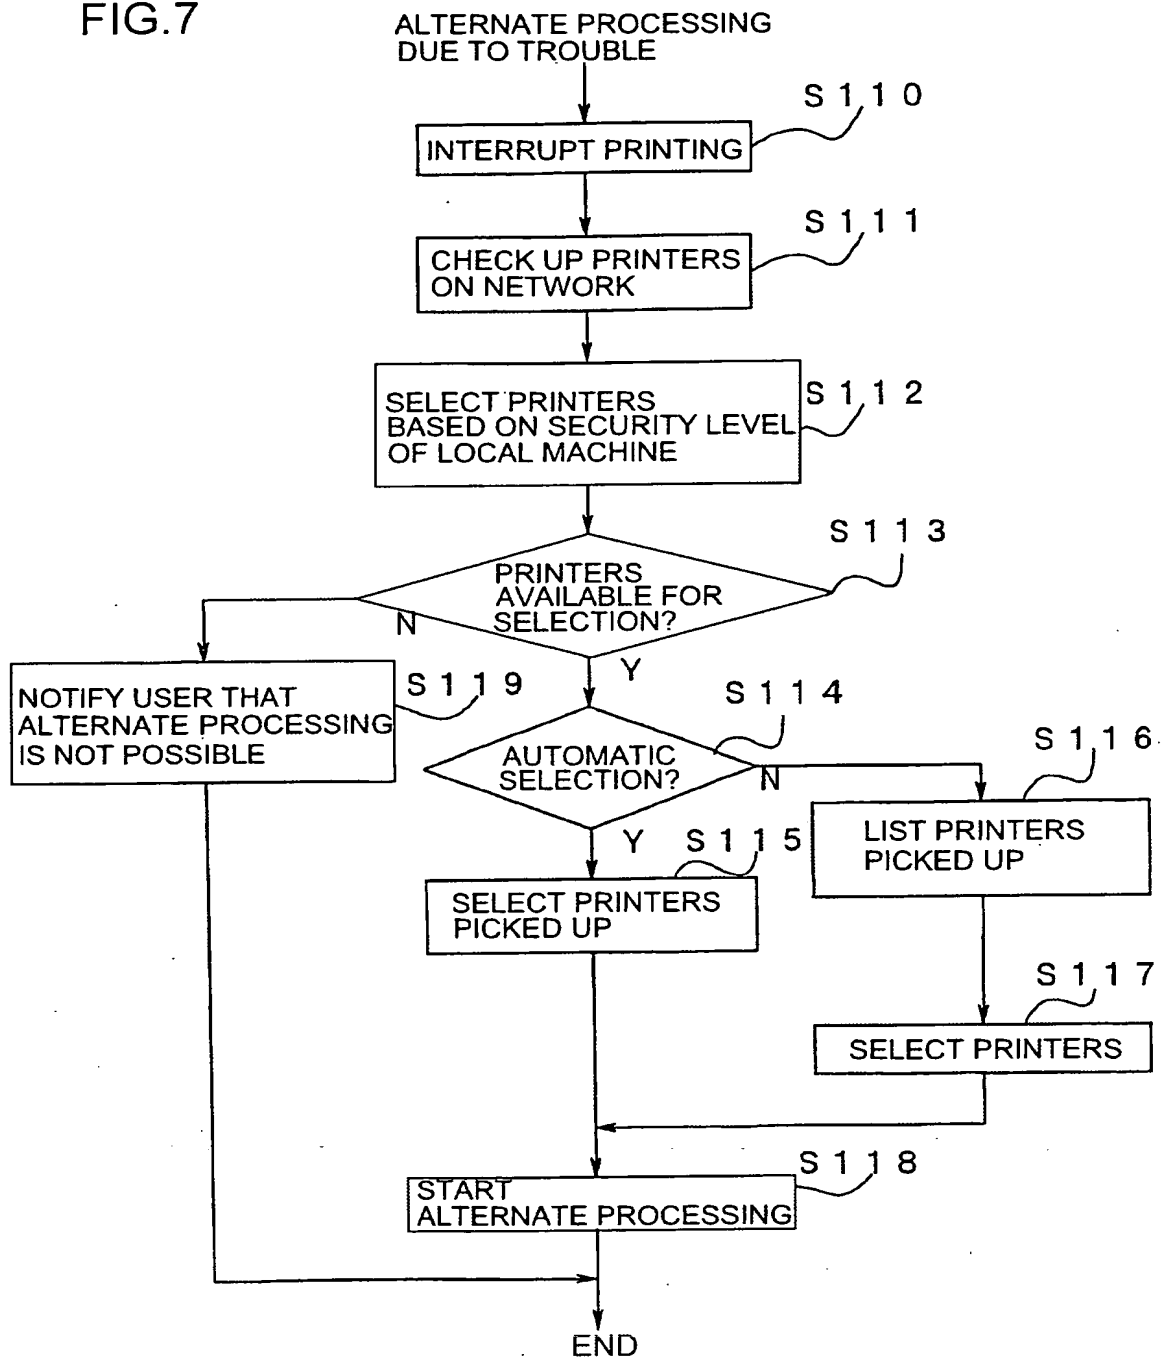 FIG.7
ALTERNATE PROCESSING
DUE TO TROUBLE
S110
INTERRUPT PRINTING
S111
CHECK UP PRINTERS
ON NETWORK
S112
SELECT PRINTERS
BASED ON SECURITY LEVEL
OF LOCAL MACHINE
S113
PRINTERS
AVAILABLE FOR
SELECTION?
N
Y
S119
NOTIFY USER THAT
ALTERNATE PROCESSING
IS NOT POSSIBLE
S114
AUTOMATIC
SELECTION?
N
Y
S116
LIST PRINTERS
PICKED UP
S115
SELECT PRINTERS
PICKED UP
S117
SELECT PRINTERS
S118
START
ALTERNATE PROCESSING
END